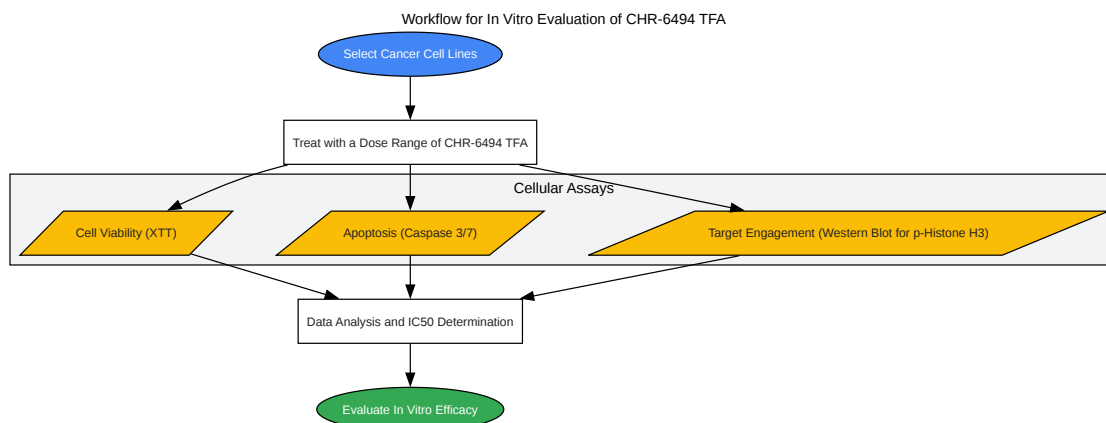 Workflow for In Vitro Evaluation of CHR-6494 TFA
Select Cancer Cell Lines
Treat with a Dose Range of CHR-6494 TFA
Cellular Assays
Cell Viability (XTT)
Apoptosis (Caspase 3/7)
Target Engagement (Western Blot for p-Histone H3)
Data Analysis and IC50 Determination
Evaluate In Vitro Efficacy